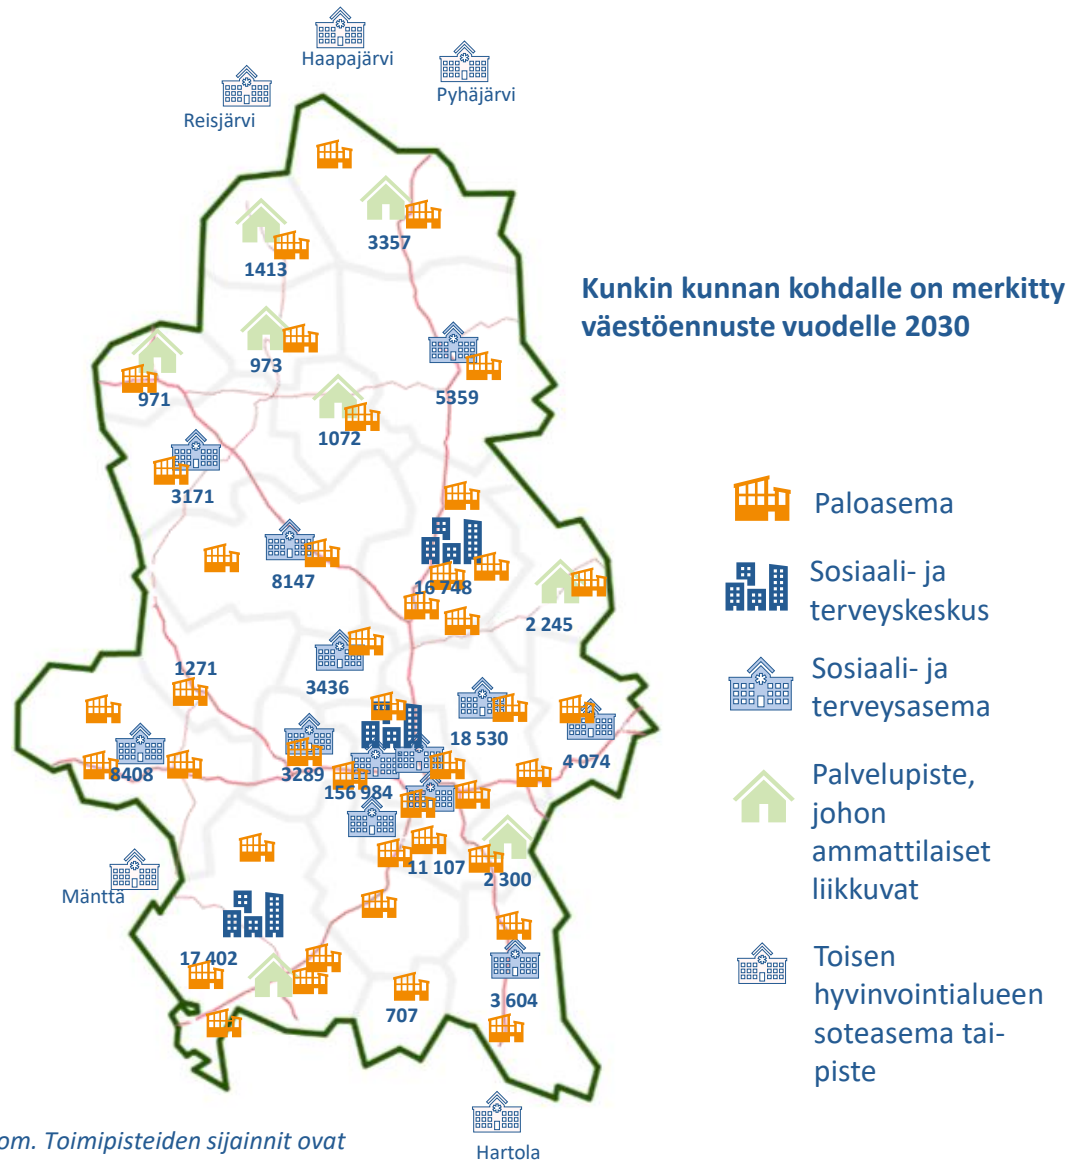 Haapajärvi
Pyhäjärvi
Reisjärvi
3357
1413
Kunkin kunnan kohdalle on merkitty
väestöennuste vuodelle 2030
973
971
5359
1072
3171
Paloasema
8147
16 748
Sosiaali- ja
terveyskeskus
2 245
1271
3436
Sosiaali- ja
terveysasema
18 530
4 074
8408
3289
156 984
Palvelupiste,
johon
ammattilaiset
liikkuvat
11 107
2 300
Mänttä
17 402
3 604
707
Toisen
hyvinvointialueen
soteasema tai-
piste
om. Toimipisteiden sijainnit ovat
Hartola